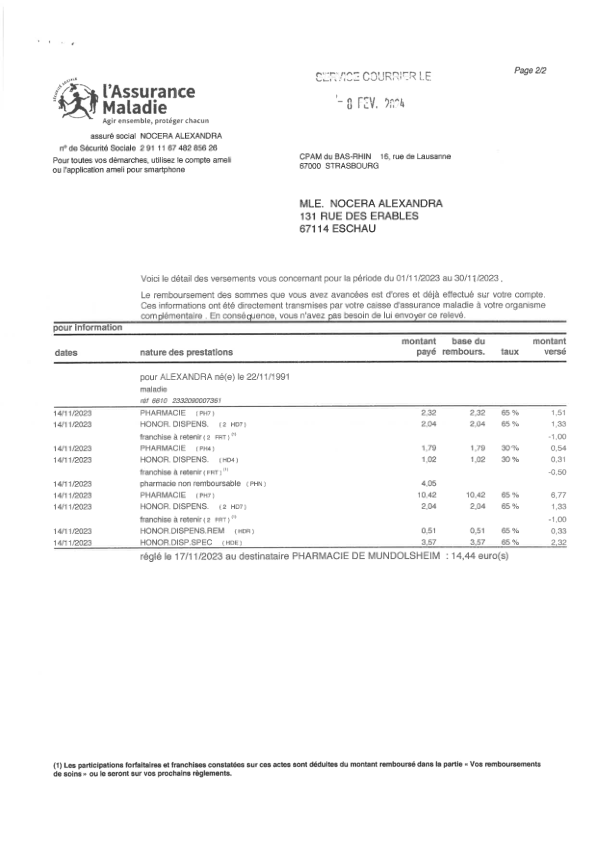 SERVICE COURRIER LE
Page 2/2
- 8 FEV. 2024
SÉCURITÉ SOCIALE
l'Assurance
Maladie
Agir ensemble, protéger chacun
assuré social NOCERA ALEXANDRA
n° de Sécurité Sociale 2 91 11 67 482 856 26
Pour toutes vos démarches, utilisez le compte ameli
ou l'application ameli pour smartphone
CPAM du BAS-RHIN 16, rue de Lausanne
67000 STRASBOURG
MLE. NOCERA ALEXANDRA
131 RUE DES ERABLES
67114 ESCHAU
Voici le détail des versements vous concernant pour la période du 01/11/2023 au 30/11/2023 ,
Le remboursement des sommes que vous avez avancées est d'ores et déjà effectué sur votre compte.
Ces informations ont été directement transmises par votre caisse d'assurance maladie à votre organisme
complémentaire . En conséquence, vous n'avez pas besoin de lui envoyer ce relevé.
pour information
dates nature des prestations montant payé base du rembours. taux montant versé
pour ALEXANDRA né(e) le 22/11/1991
maladie
réf 6610 2332090007361
14/11/2023 PHARMACIE (PH7) 2,32 2,32 65 % 1,51
14/11/2023 HONOR. DISPENS. (2 HD7) 2,04 2,04 65 % 1,33
franchise à retenir (2 FRT) (1) -1,00
14/11/2023 PHARMACIE (PH4) 1,79 1,79 30 % 0,54
14/11/2023 HONOR. DISPENS. (HD4) 1,02 1,02 30 % 0,31
franchise à retenir (FRT) (1) -0,50
14/11/2023 pharmacie non remboursable (PHN) 4,05
14/11/2023 PHARMACIE (PH7) 10,42 10,42 65 % 6,77
14/11/2023 HONOR. DISPENS. (2 HD7) 2,04 2,04 65 % 1,33
franchise à retenir (2 FRT) (1) -1,00
14/11/2023 HONOR.DISPENS.REM (HDR) 0,51 0,51 65 % 0,33
14/11/2023 HONOR.DISP.SPEC (HDE) 3,57 3,57 65 % 2,32
réglé le 17/11/2023 au destinataire PHARMACIE DE MUNDOLSHEIM : 14,44 euro(s)
(1) Les participations forfaitaires et franchises constatées sur ces actes sont déduites du montant remboursé dans la partie « Vos remboursements
de soins » ou le seront sur vos prochains règlements.